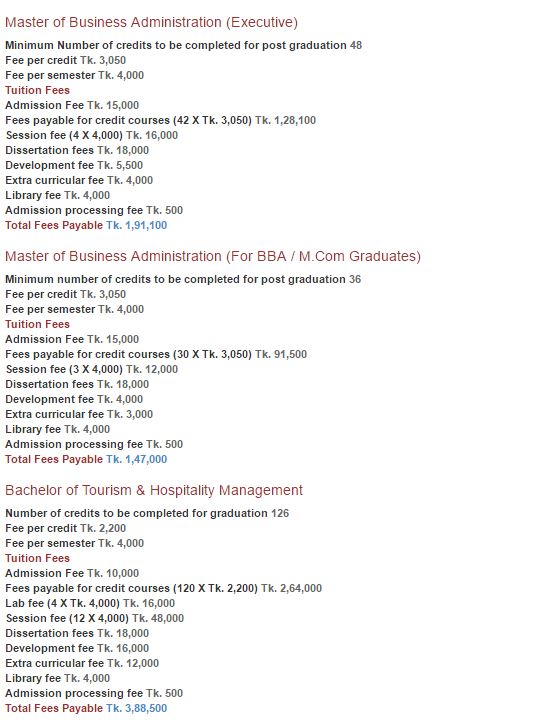 Master of Business Administration (Executive)
Minimum Number of credits to be completed for post graduation 48
Fee per credit Tk. 3,050
Fee per semester Tk. 4,000
Tuition Fees
Admission Fee Tk. 15,000
Fees payable for credit courses (42 X Tk. 3,050) Tk. 1,28,100
Session fee (4 X 4,000) Tk. 16,000
Dissertation fees Tk. 18,000
Development fee Tk. 5,500
Extra curricular fee Tk. 4,000
Library fee Tk. 4,000
Admission processing fee Tk. 500
Total Fees Payable Tk. 1,91,100
Master of Business Administration (For BBA / M.Com Graduates)
Minimum number of credits to be completed for post graduation 36
Fee per credit Tk. 3,050
Fee per semester Tk. 4,000
Tuition Fees
Admission Fee Tk. 15,000
Fees payable for credit courses (30 X Tk. 3,050) Tk. 91,500
Session fee (3 X 4,000) Tk. 12,000
Dissertation fees Tk. 18,000
Development fee Tk. 4,000
Extra curricular fee Tk. 3,000
Library fee Tk. 4,000
Admission processing fee Tk. 500
Total Fees Payable Tk. 1,47,000
Bachelor of Tourism & Hospitality Management
Number of credits to be completed for graduation 126
Fee per credit Tk. 2,200
Fee per semester Tk. 4,000
Tuition Fees
Admission Fee Tk. 10,000
Fees payable for credit courses (120 X Tk. 2,200) Tk. 2,64,000
Lab fee (4 X Tk. 4,000) Tk. 16,000
Session fee (12 X 4,000) Tk. 48,000
Dissertation fees Tk. 18,000
Development fee Tk. 16,000
Extra curricular fee Tk. 12,000
Library fee Tk. 4,000
Admission processing fee Tk. 500
Total Fees Payable Tk. 3,88,500